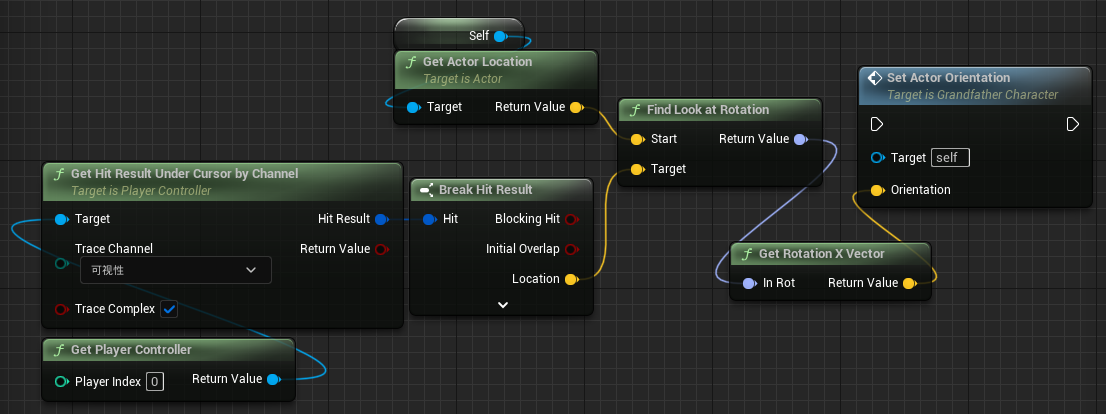 Self
Get Actor Location
Target is Actor
Target Return Value
Set Actor Orientation
Target is Grandfather Character
Target self
Orientation
Find Look at Rotation
Start Return Value
Target
Get Hit Result Under Cursor by Channel
Target is Player Controller
Target Hit Result
Trace Channel Return Value
可视性
Trace Complex
Break Hit Result
Hit Blocking Hit
Initial Overlap
Location
Get Rotation X Vector
In Rot Return Value
Get Player Controller
Player Index 0 Return Value